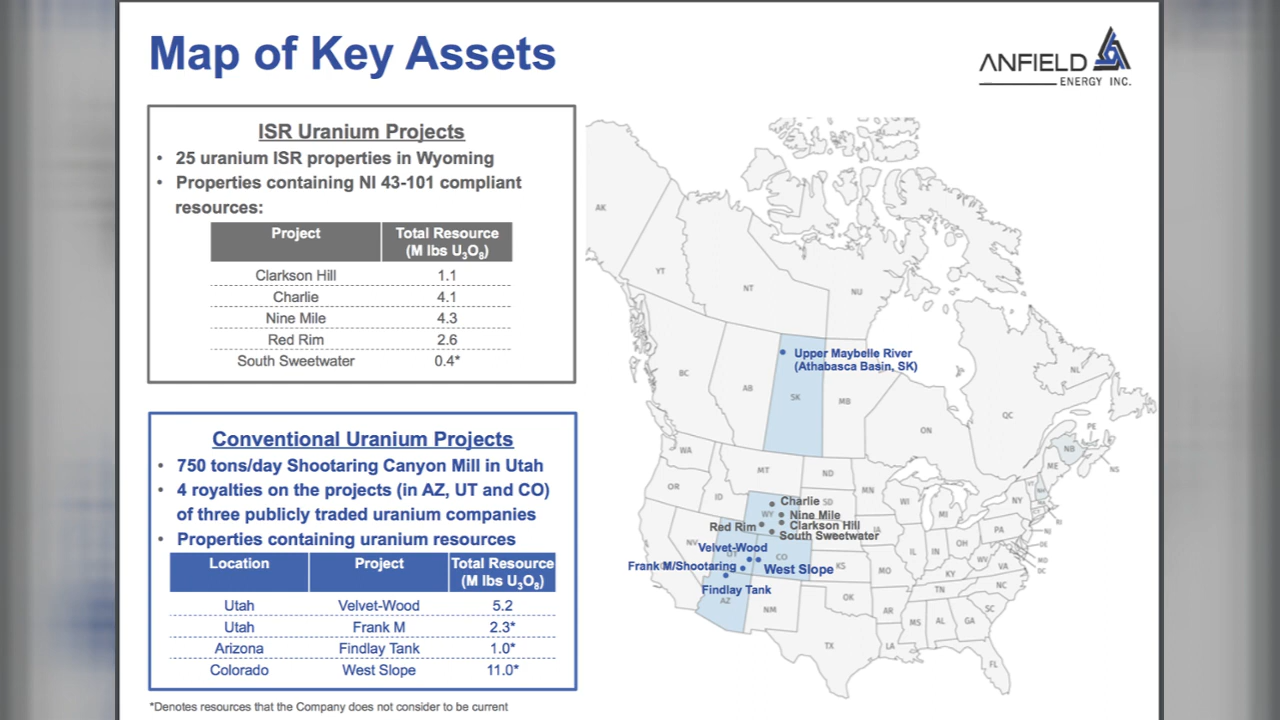 Map of Key Assets
ANFIELD
ENERGY INC.
ISR Uranium Projects
• 25 uranium ISR properties in Wyoming
• Properties containing NI 43-101 compliant
resources:
Project Total Resource
(M lbs U₃O₈)
Clarkson Hill 1.1
Charlie 4.1
Nine Mile 4.3
Red Rim 2.6
South Sweetwater 0.4*
Conventional Uranium Projects
• 750 tons/day Shootaring Canyon Mill in Utah
• 4 royalties on the projects (in AZ, UT and CO)
of three publicly traded uranium companies
• Properties containing uranium resources
Location Project Total Resource
(M lbs U₃O₈)
Utah Velvet-Wood 5.2
Utah Frank M 2.3*
Arizona Findlay Tank 1.0*
Colorado West Slope 11.0*
*Denotes resources that the Company does not consider to be current
AK
YT
NT
NU
Upper Maybelle River
(Athabasca Basin, SK)
BC
AB
SK
MB
ON
QC
NL
PE
NB
NS
ME
WA
MT
ND
MN
OR
ID
SD
WI
MI
NY
Charlie
WY
Nine Mile
Red Rim
Clarkson Hill
South Sweetwater
IA
PA
NJ
RI
DE
MD
DC
NV
Velvet-Wood
UT
CO
Frank M/Shootaring
West Slope
KS
MO
IL
IN
OH
WV
VA
KY
Findlay Tank
AZ
NM
OK
AR
TN
NC
SC
MS
AL
GA
TX
LA
FL